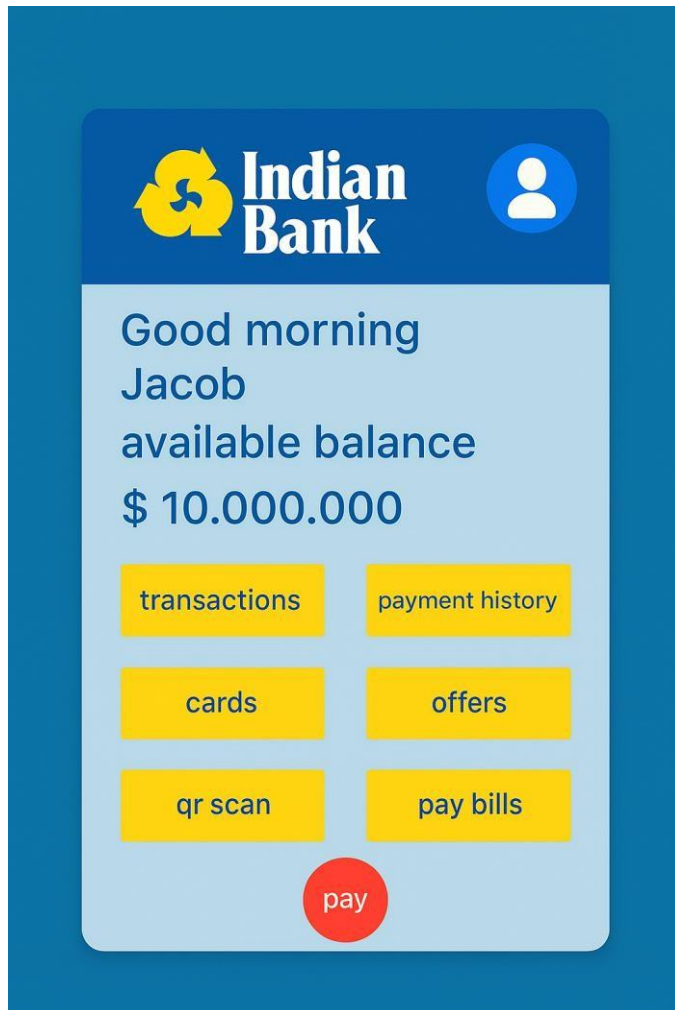 Indian
Bank
Good morning
Jacob
available balance
$ 10.000.000
transactions
payment history
cards
offers
qr scan
pay bills
pay